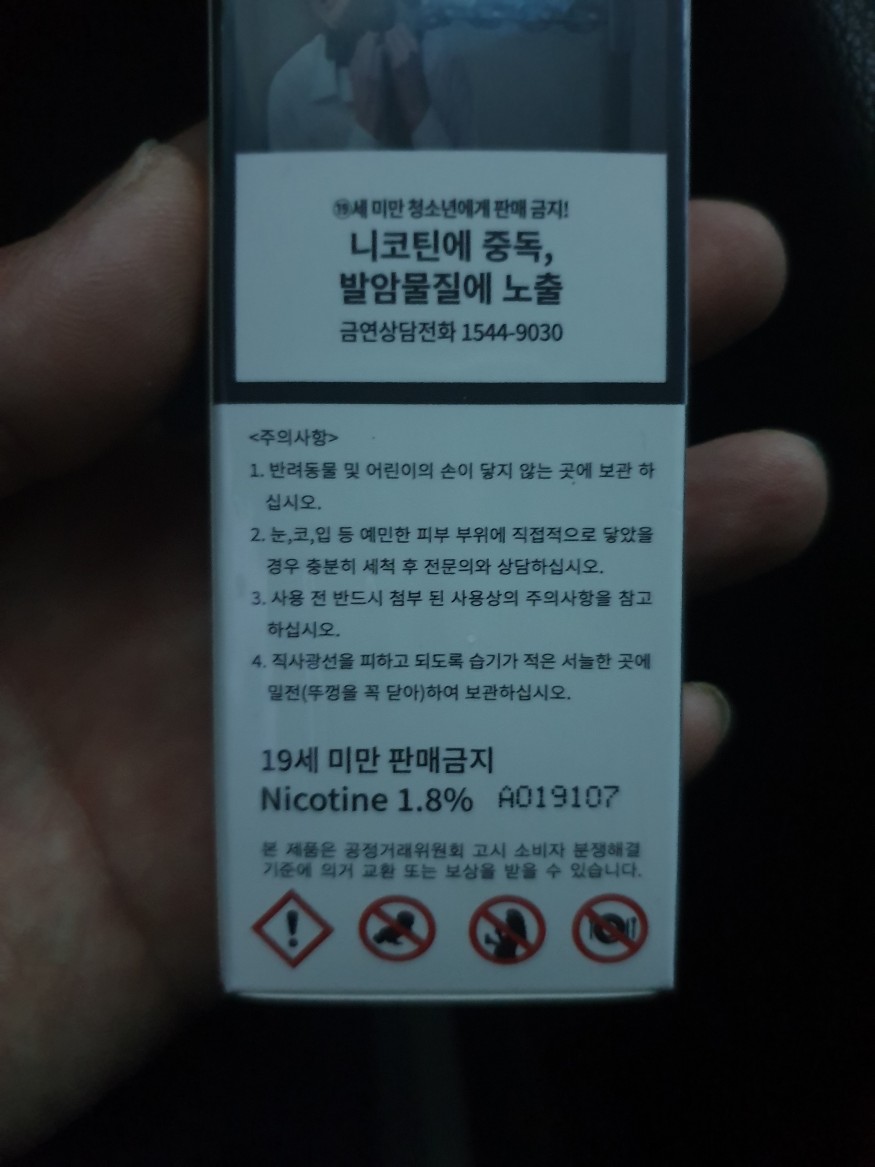 ⑲세 미만 청소년에게 판매 금지!
니코틴에 중독,
발암물질에 노출
금연상담전화 1544-9030
<주의사항>
1. 반려동물 및 어린이의 손이 닿지 않는 곳에 보관 하
십시오.
2. 눈,코,입 등 예민한 피부 부위에 직접적으로 닿았을
경우 충분히 세척 후 전문의와 상담하십시오.
3. 사용 전 반드시 첨부 된 사용상의 주의사항을 참고
하십시오.
4. 직사광선을 피하고 되도록 습기가 적은 서늘한 곳에
밀전(뚜껑을 꼭 닫아)하여 보관하십시오.
19세 미만 판매금지
Nicotine 1.8% A019107
본 제품은 공정거래위원회 고시 소비자 분쟁해결
기준에 의거 교환 또는 보상을 받을 수 있습니다.